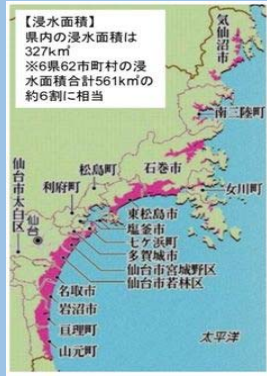 【浸水面積】
県内の浸水面積は
327k㎡
※6県62市町村の浸
水面積合計561k㎡の
約6割に相当
気仙沼市
南三陸町
石巻市
女川町
松島町
利府町
仙台市太白区
仙台
東松島市
塩釜市
七ヶ浜町
多賀城市
仙台市宮城野区
仙台市若林区
名取市
岩沼市
亘理町
山元町
太平洋